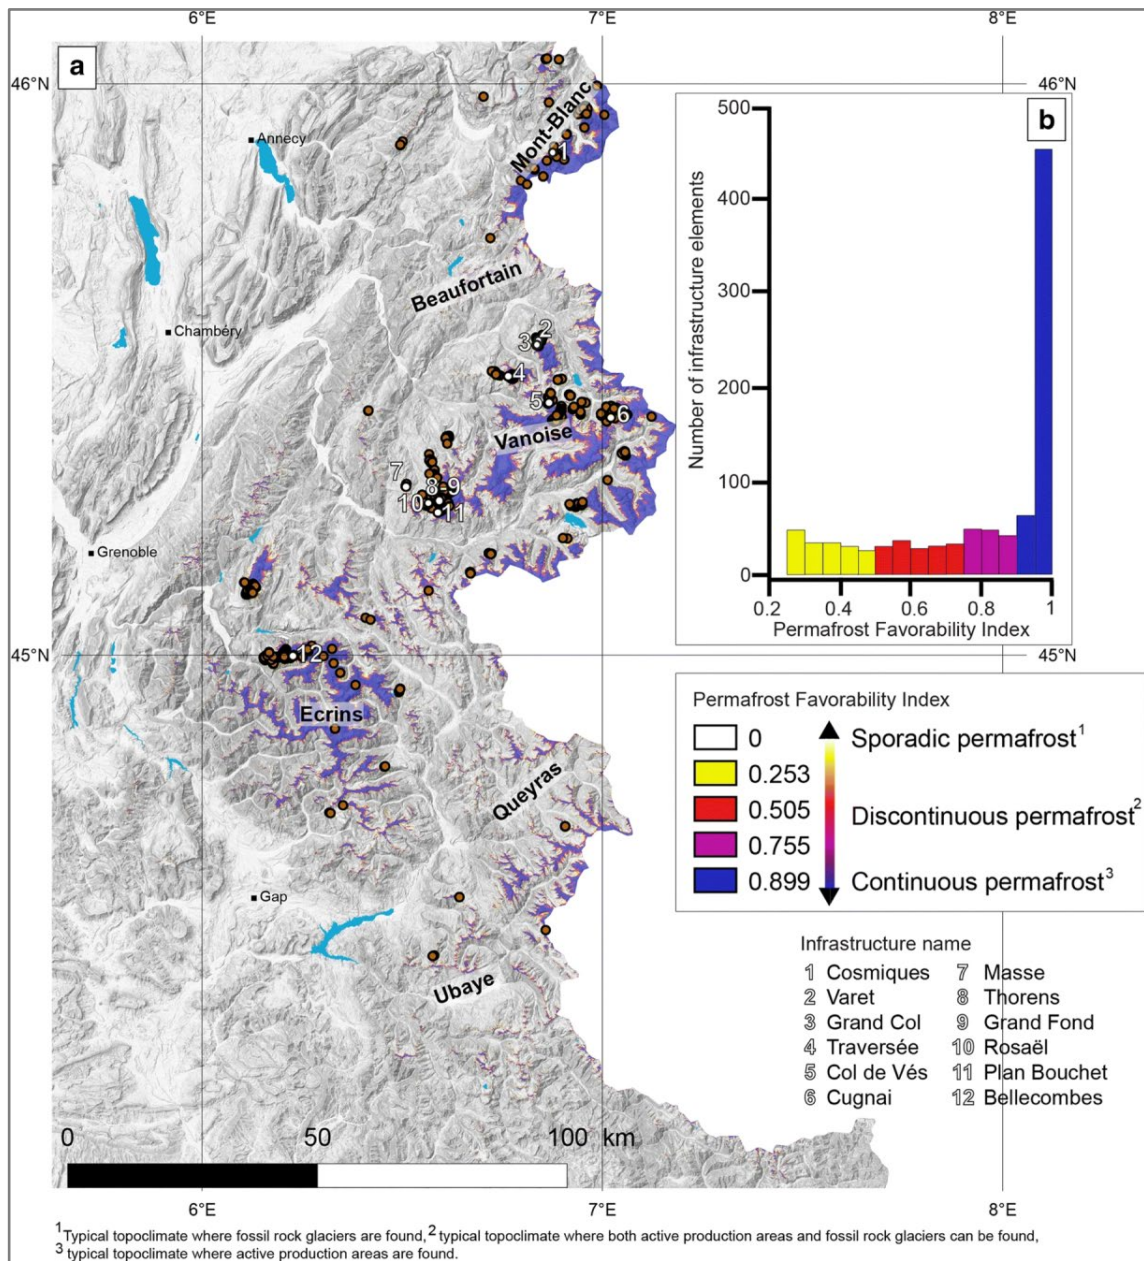 6°E 7°E 8°E
a
46°N 46°N
Annecy
Mont-Blanc
1
Beaufortain
Chambéry
2
3
4
5
6
Vanoise
7
8 9
10
11
Grenoble
12
45°N 45°N
Ecrins
Queyras
Gap
Ubaye
0 50 100 km
6°E 7°E 8°E
b
Number of infrastructure elements
500
400
300
200
100
0
0.2 0.4 0.6 0.8 1
Permafrost Favorability Index
Permafrost Favorability Index
0
0.253
0.505
0.755
0.899
Sporadic permafrost¹
Discontinuous permafrost²
Continuous permafrost³
Infrastructure name
1 Cosmiques 7 Masse
2 Varet 8 Thorens
3 Grand Col 9 Grand Fond
4 Traversée 10 Rosaël
5 Col de Vés 11 Plan Bouchet
6 Cugnai 12 Bellecombes
¹Typical topoclimate where fossil rock glaciers are found, ² typical topoclimate where both active production areas and fossil rock glaciers can be found,
³ typical topoclimate where active production areas are found.